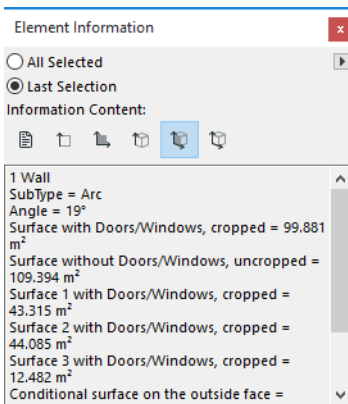 Element Information
x
All Selected
Last Selection
Information Content:
1 Wall
SubType = Arc
Angle = 19°
Surface with Doors/Windows, cropped = 99.881
m²
Surface without Doors/Windows, uncropped =
109.394 m²
Surface 1 with Doors/Windows, cropped =
43.315 m²
Surface 2 with Doors/Windows, cropped =
44.085 m²
Surface 3 with Doors/Windows, cropped =
12.482 m²
Conditional surface on the outside face =